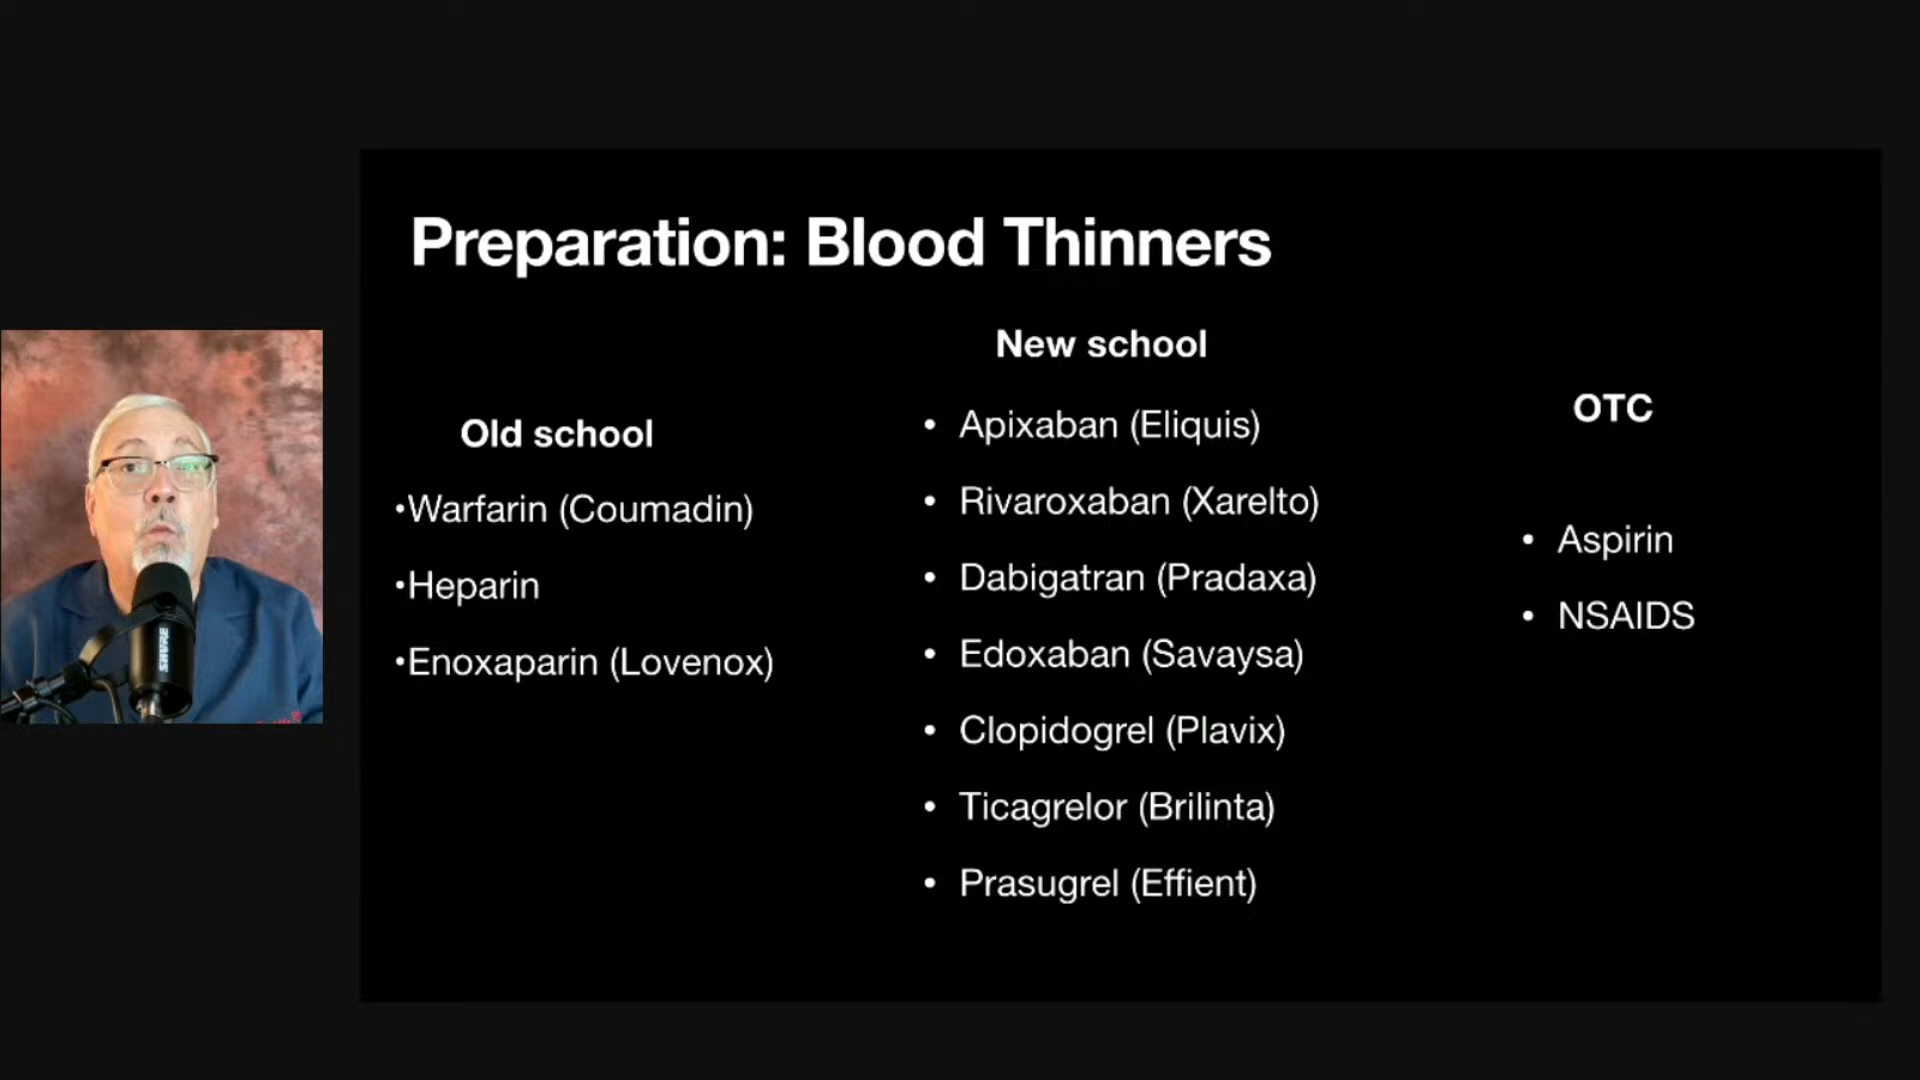 Preparation: Blood Thinners
Old school
•Warfarin (Coumadin)
•Heparin
•Enoxaparin (Lovenox)
New school
• Apixaban (Eliquis)
• Rivaroxaban (Xarelto)
• Dabigatran (Pradaxa)
• Edoxaban (Savaysa)
• Clopidogrel (Plavix)
• Ticagrelor (Brilinta)
• Prasugrel (Effient)
OTC
• Aspirin
• NSAIDS
SHURE